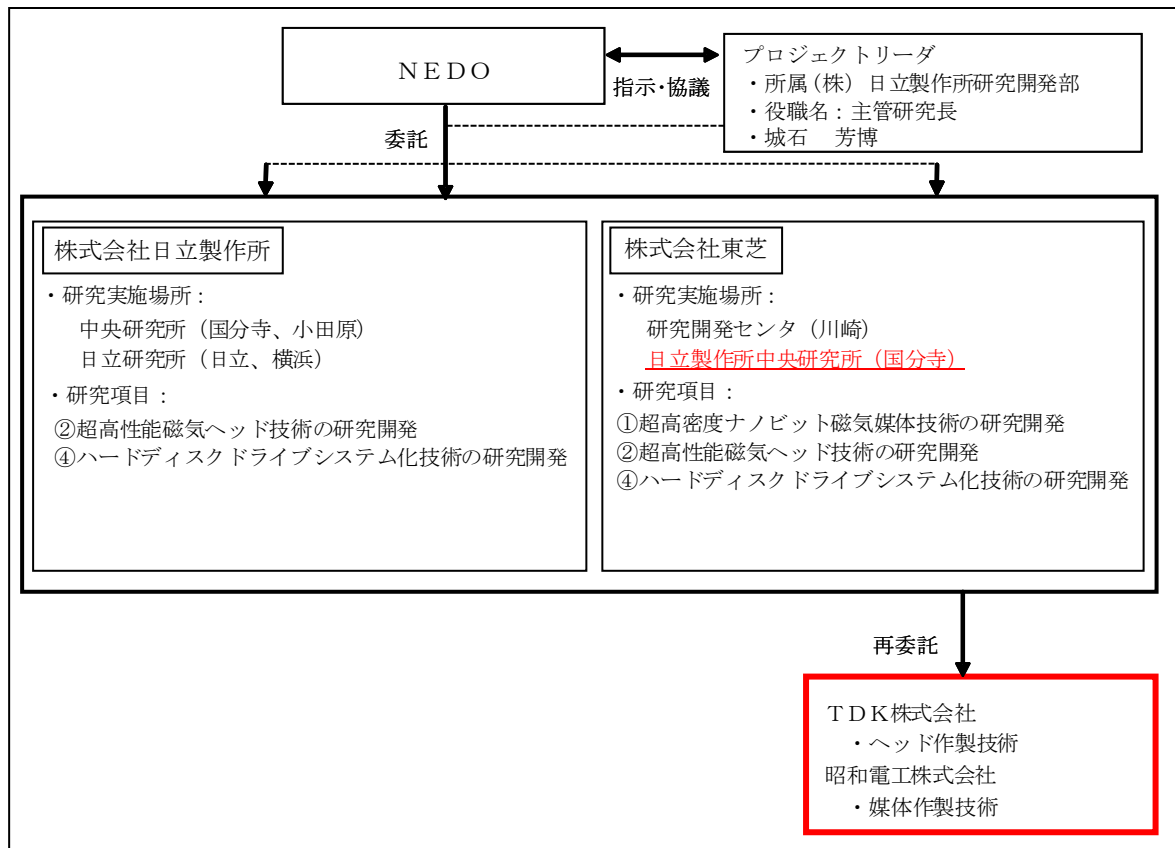 ＮＥＤＯ
指示・協議
プロジェクトリーダ
・所属（株）日立製作所研究開発部
・役職名：主管研究長
・城石　芳博
委託
株式会社日立製作所
・研究実施場所：
中央研究所（国分寺、小田原）
日立研究所（日立、横浜）
・研究項目：
②超高性能磁気ヘッド技術の研究開発
④ハードディスクドライブシステム化技術の研究開発
株式会社東芝
・研究実施場所：
研究開発センタ（川崎）
日立製作所中央研究所（国分寺）
・研究項目：
①超高密度ナノビット磁気媒体技術の研究開発
②超高性能磁気ヘッド技術の研究開発
④ハードディスクドライブシステム化技術の研究開発
再委託
ＴＤＫ株式会社
・ヘッド作製技術
昭和電工株式会社
・媒体作製技術